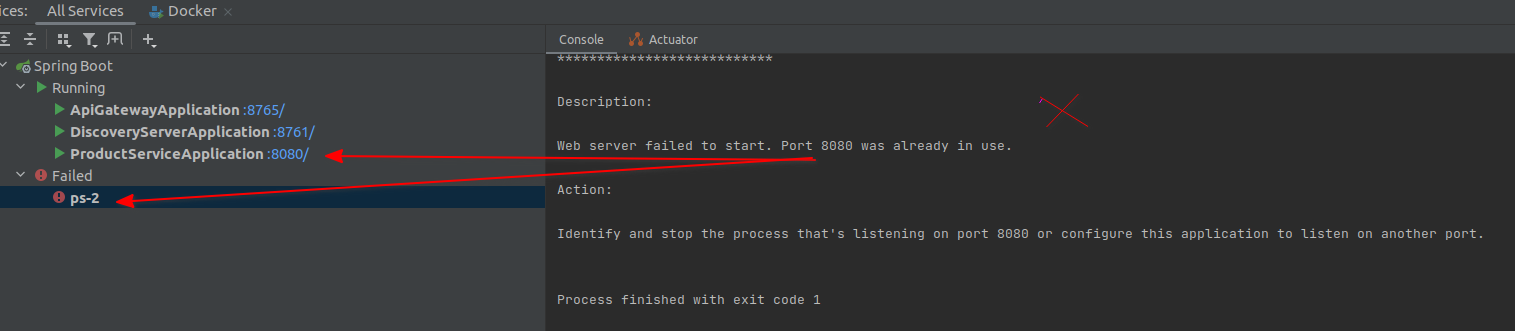 ices: All Services Docker
Console Actuator
Spring Boot
Running
ApiGatewayApplication :8765/
DiscoveryServerApplication :8761/
ProductServiceApplication :8080/
Failed
ps-2
***************************
Description:
Web server failed to start. Port 8080 was already in use.
Action:
Identify and stop the process that's listening on port 8080 or configure this application to listen on another port.
Process finished with exit code 1